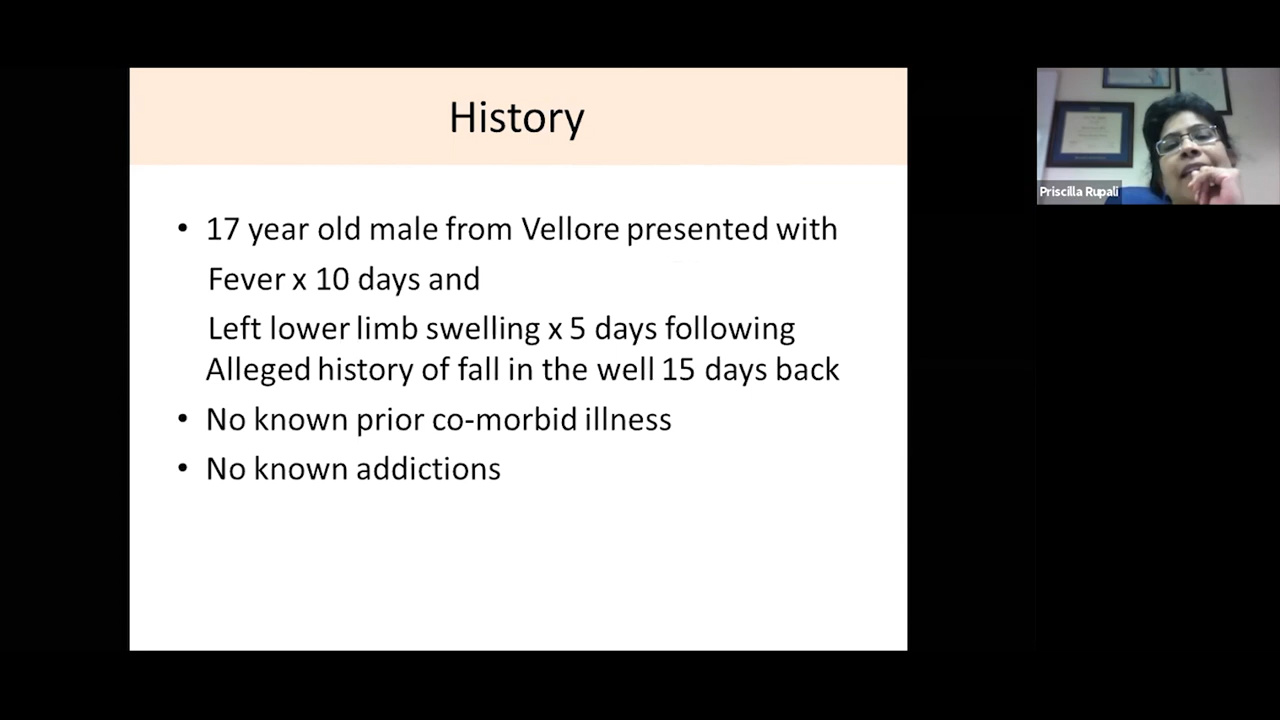 History
• 17 year old male from Vellore presented with
Fever x 10 days and
Left lower limb swelling x 5 days following
Alleged history of fall in the well 15 days back
• No known prior co-morbid illness
• No known addictions
Priscilla Rupali